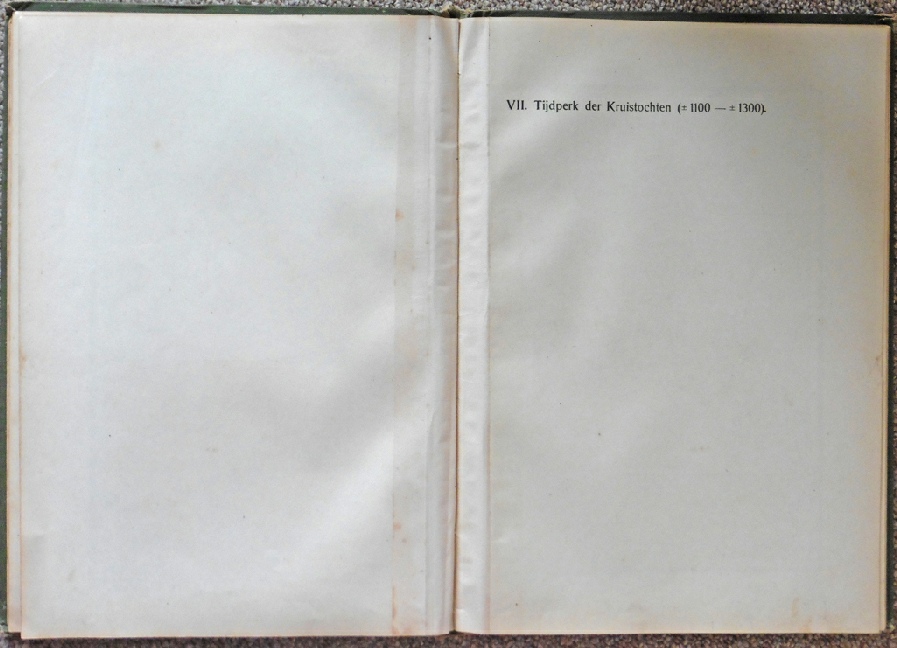 VII. Tijdperk der Kruistochten (± 1100 — ± 1300).